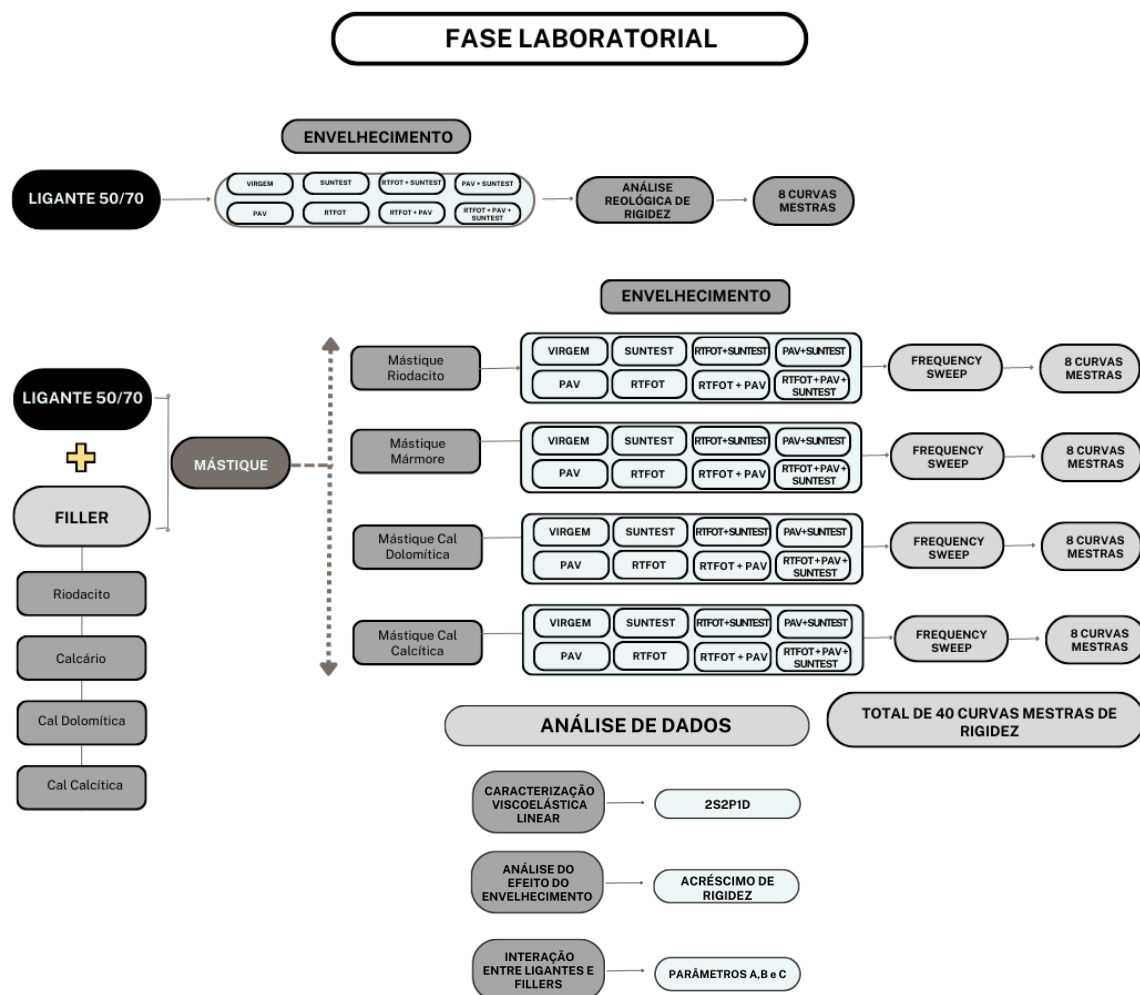 FASE LABORATORIAL
ENVELHECIMENTO
LIGANTE 50/70
VIRGEM
SUNTEST
RTFOT + SUNTEST
PAV + SUNTEST
PAV
RTFOT
RTFOT + PAV
RTFOT + PAV +
SUNTEST
ANÁLISE
REOLÓGICA DE
RIGIDEZ
8 CURVAS
MESTRAS
LIGANTE 50/70
FILLER
Riodacito
Calcário
Cal Dolomítica
Cal Calcítica
MÁSTIQUE
ENVELHECIMENTO
Mástique
Riodacito
VIRGEM
SUNTEST
RTFOT+SUNTEST
PAV+SUNTEST
PAV
RTFOT
RTFOT + PAV
RTFOT + PAV +
SUNTEST
FREQUENCY
SWEEP
8 CURVAS
MESTRAS
Mástique
Mármore
VIRGEM
SUNTEST
RTFOT+SUNTEST
PAV+SUNTEST
PAV
RTFOT
RTFOT + PAV
RTFOT + PAV +
SUNTEST
FREQUENCY
SWEEP
8 CURVAS
MESTRAS
Mástique Cal
Dolomítica
VIRGEM
SUNTEST
RTFOT+SUNTEST
PAV+SUNTEST
PAV
RTFOT
RTFOT + PAV
RTFOT + PAV +
SUNTEST
FREQUENCY
SWEEP
8 CURVAS
MESTRAS
Mástique Cal
Calcítica
VIRGEM
SUNTEST
RTFOT+SUNTEST
PAV+SUNTEST
PAV
RTFOT
RTFOT + PAV
RTFOT + PAV +
SUNTEST
FREQUENCY
SWEEP
8 CURVAS
MESTRAS
TOTAL DE 40 CURVAS MESTRAS DE
RIGIDEZ
ANÁLISE DE DADOS
CARACTERIZAÇÃO
VISCOELÁSTICA
LINEAR
2S2P1D
ANÁLISE DO
EFEITO DO
ENVELHECIMENTO
ACRÉSCIMO DE
RIGIDEZ
INTERAÇÃO
ENTRE LIGANTES E
FILLERS
PARÂMETROS A,B e C